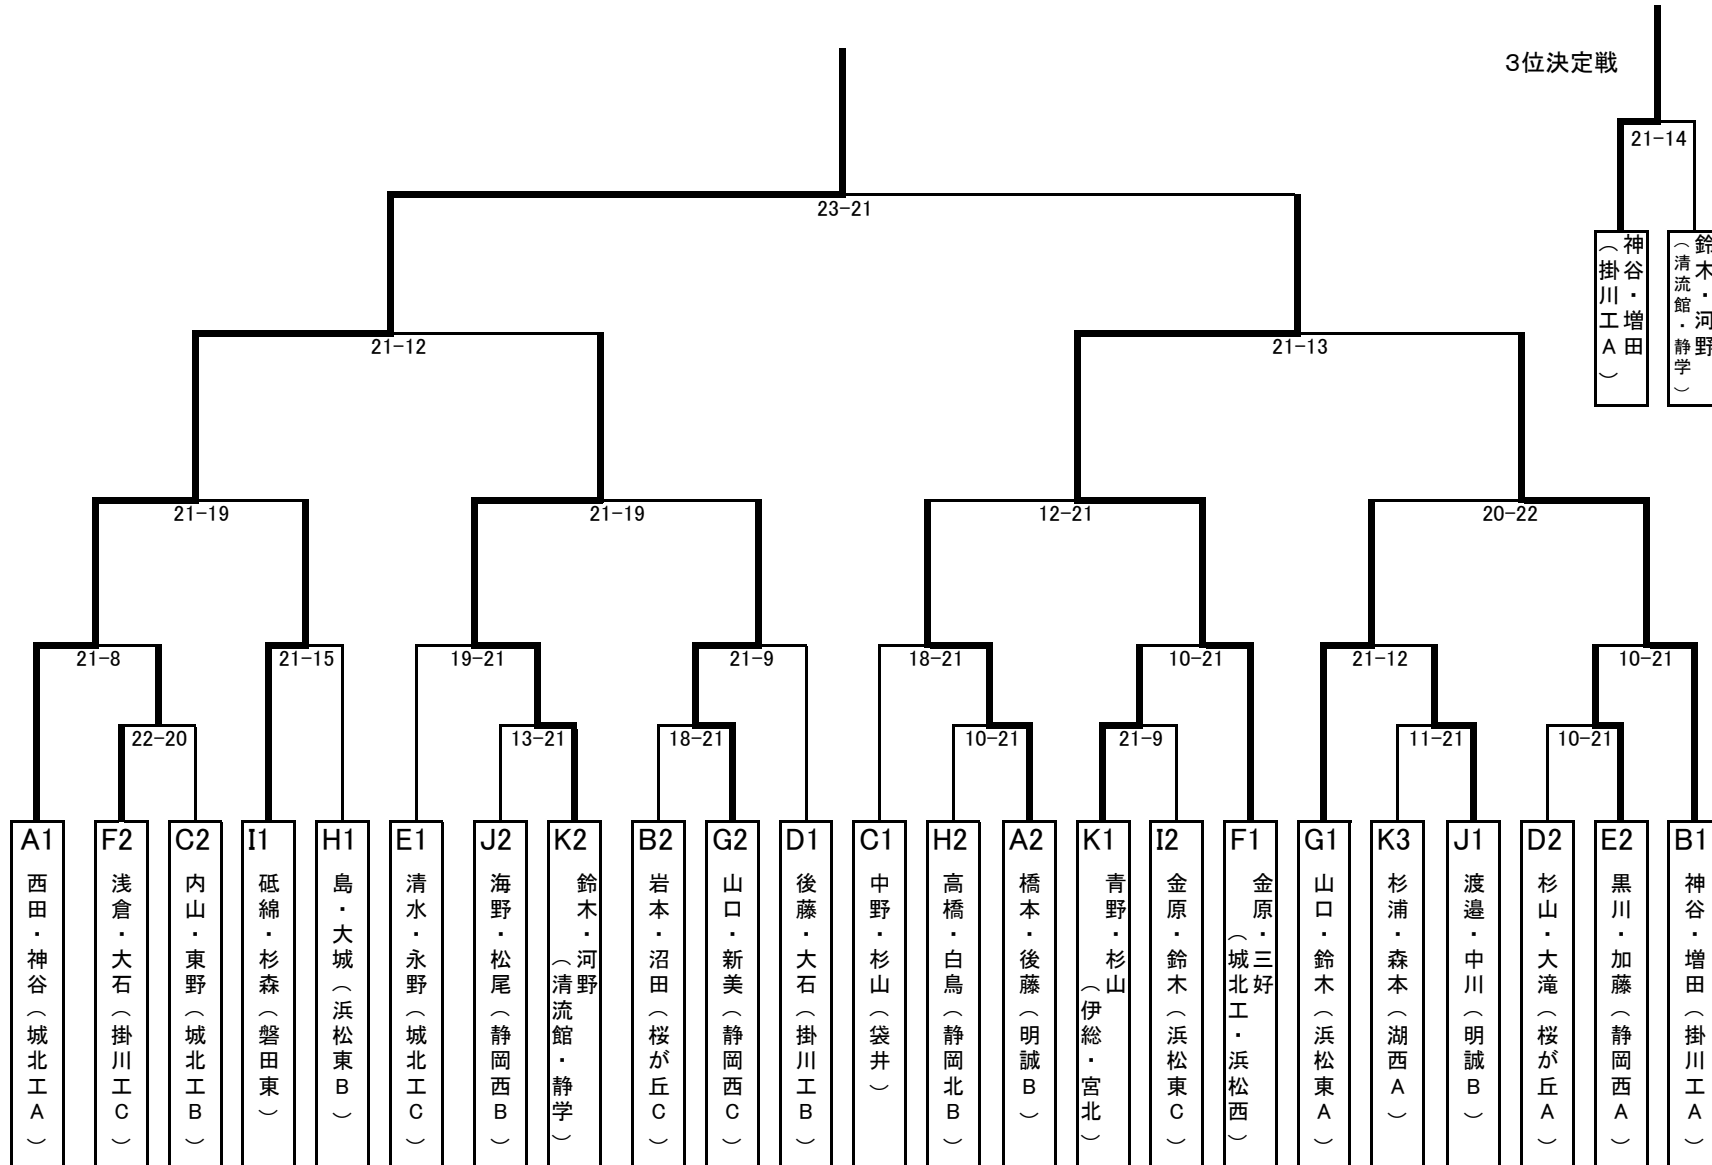 3位決定戦
21-14
神谷・増田
（掛川工A）
鈴木・河野
（清流館・静学）
23-21
21-12
21-13
21-19
21-19
12-21
20-22
21-8
21-15
19-21
21-9
18-21
10-21
21-12
10-21
22-20
13-21
18-21
10-21
21-9
11-21
10-21
A1
西田・神谷（城北工A）
F2
浅倉・大石（掛川工C）
C2
内山・東野（城北工B）
I1
砥綿・杉森（磐田東）
H1
島・大城（浜松東B）
E1
清水・永野（城北工C）
J2
海野・松尾（静岡西B）
K2
鈴木・河野
（清流館・静学）
B2
岩本・沼田（桜が丘C）
G2
山口・新美（静岡西C）
D1
後藤・大石（掛川工B）
C1
中野・杉山（袋井）
H2
高橋・白鳥（静岡北B）
A2
橋本・後藤（明誠B）
K1
青野・杉山
（伊総・宮北）
I2
金原・鈴木（浜松東C）
F1
金原・三好
（城北工・浜松西）
G1
山口・鈴木（浜松東A）
K3
杉浦・森本（湖西A）
J1
渡邉・中川（明誠B）
D2
杉山・大滝（桜が丘A）
E2
黒川・加藤（静岡西A）
B1
神谷・増田（掛川工A）